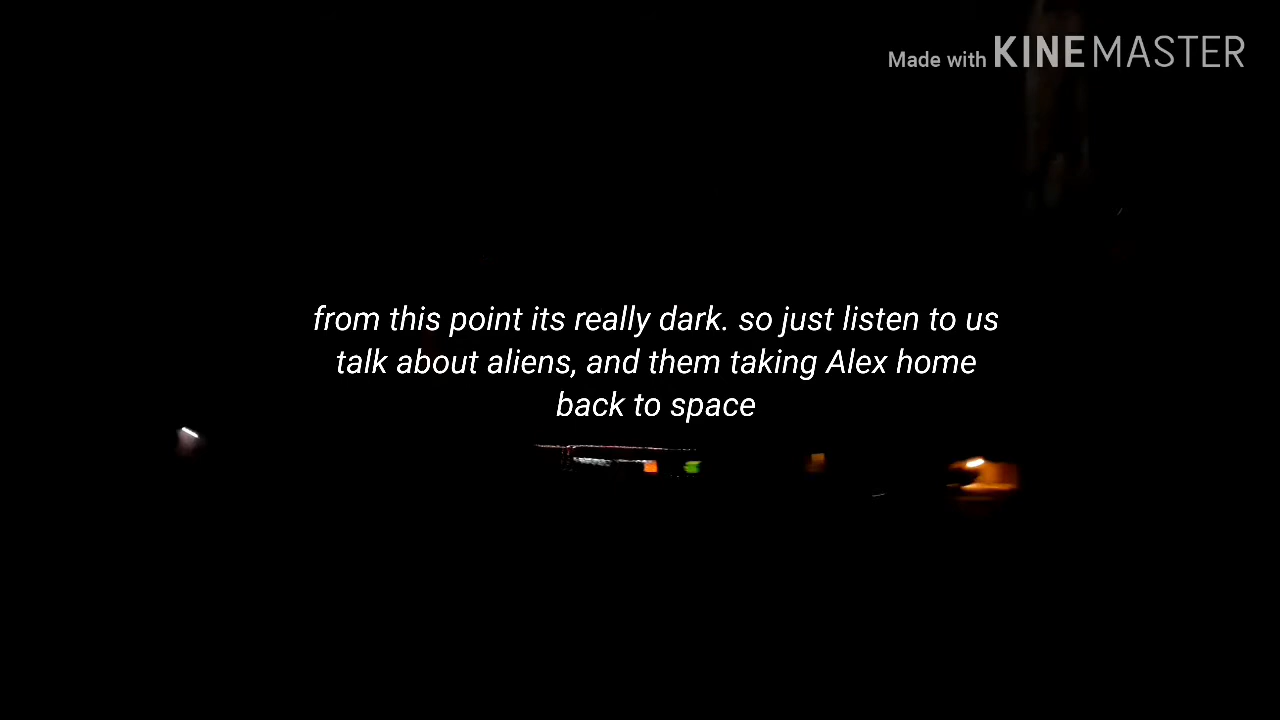 Made with KINEMASTER
from this point its really dark. so just listen to us
talk about aliens, and them taking Alex home
back to space